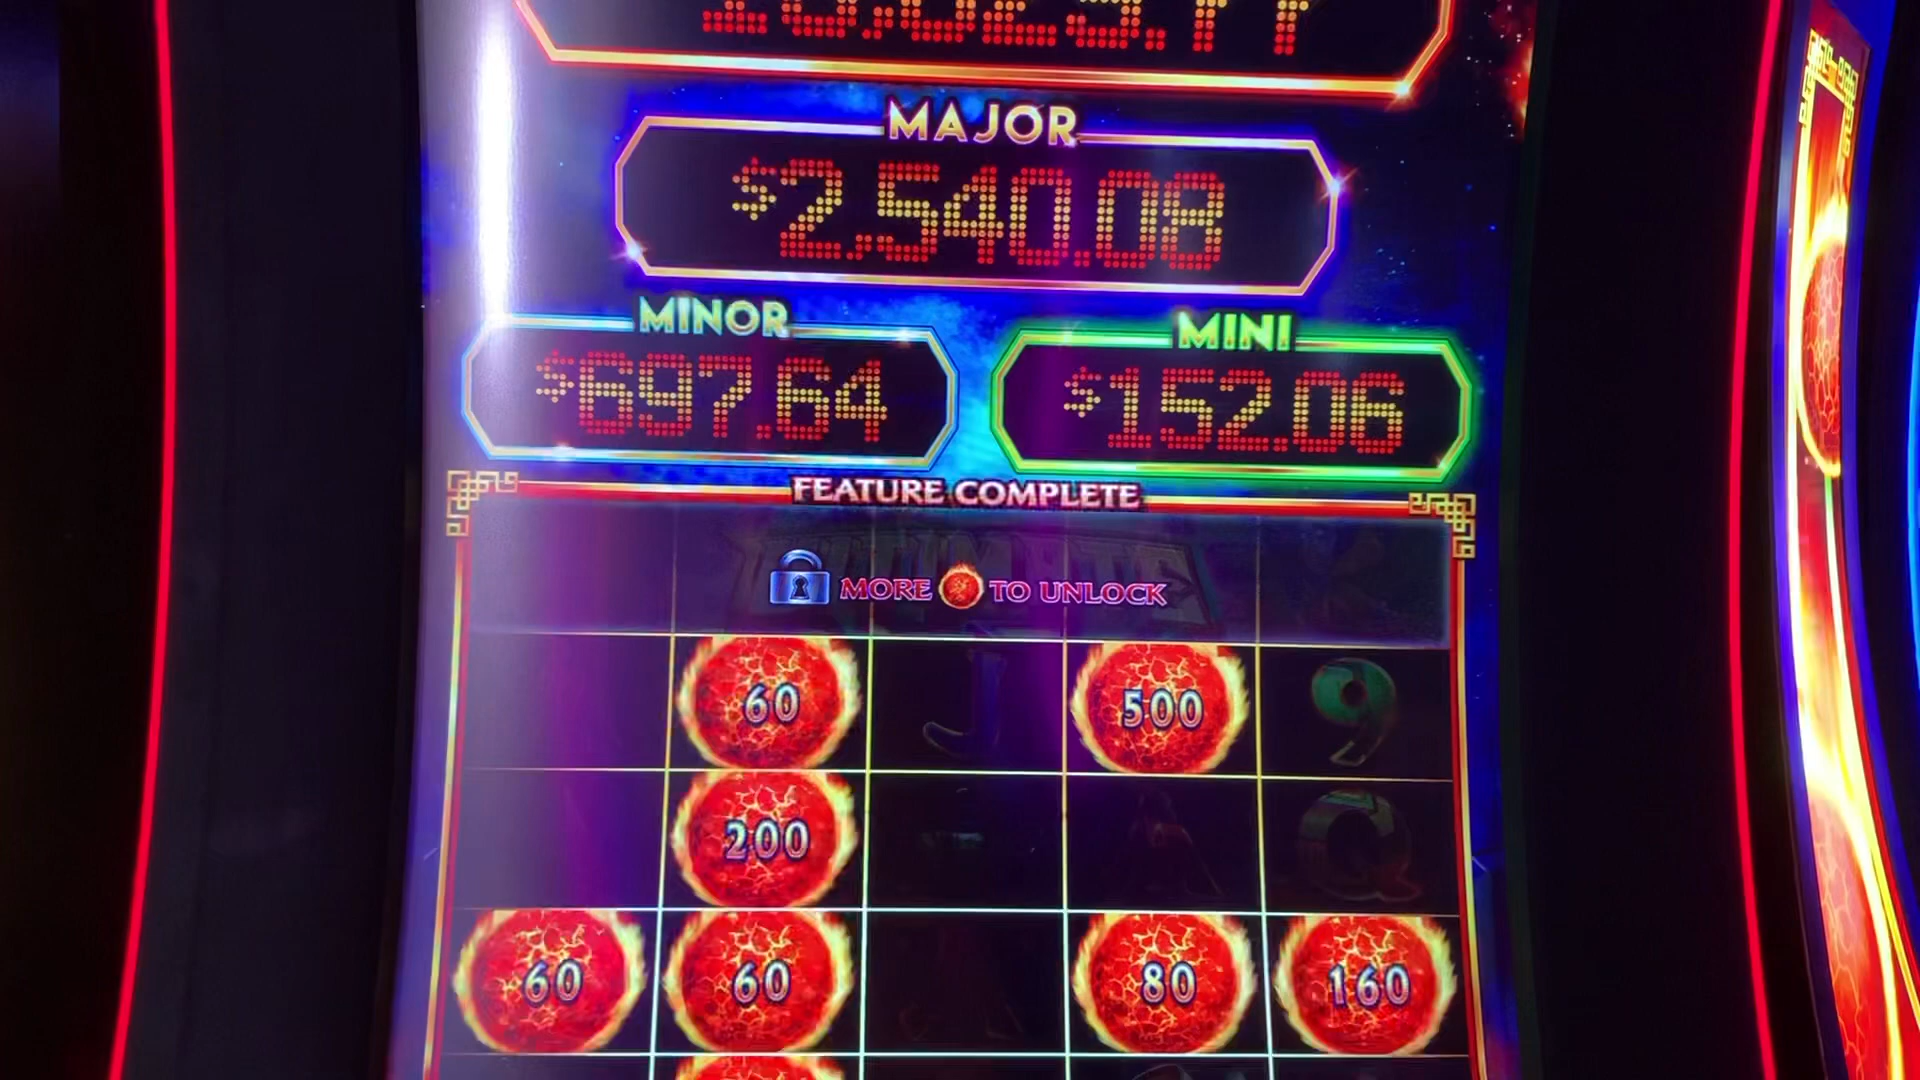 MAJOR
$2,540.08
MINOR
MINI
$697.64
$152.06
FEATURE COMPLETE
MORE TO UNLOCK
60
J
500
9
200
Q
60
60
80
160